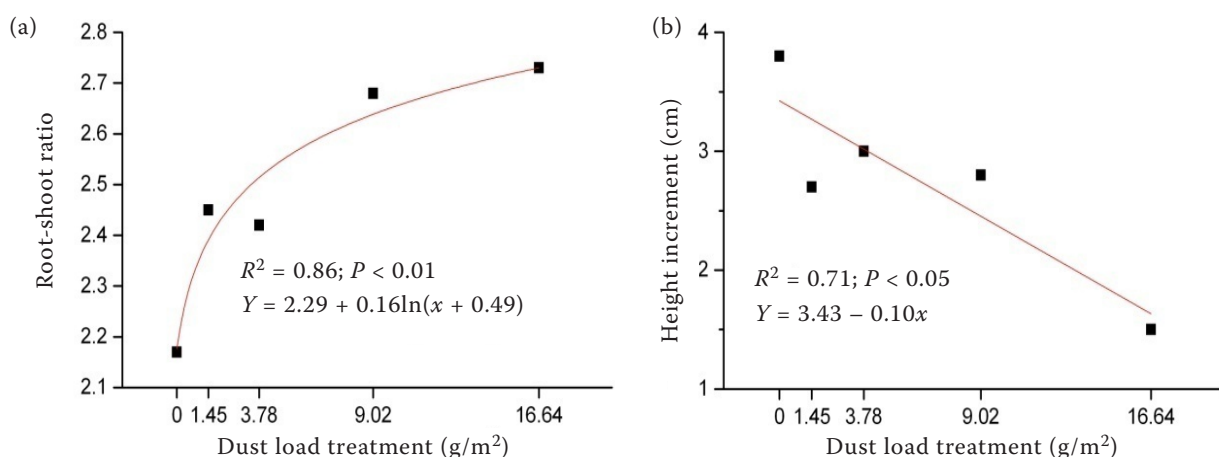 (a)
2.8
2.7
2.6
2.5
2.4
2.3
2.2
2.1
Root-shoot ratio
R² = 0.86; P < 0.01
Y = 2.29 + 0.16ln(x + 0.49)
0 1.45 3.78 9.02 16.64
Dust load treatment (g/m²)
(b)
4
3
2
1
Height increment (cm)
R² = 0.71; P < 0.05
Y = 3.43 – 0.10x
0 1.45 3.78 9.02 16.64
Dust load treatment (g/m²)